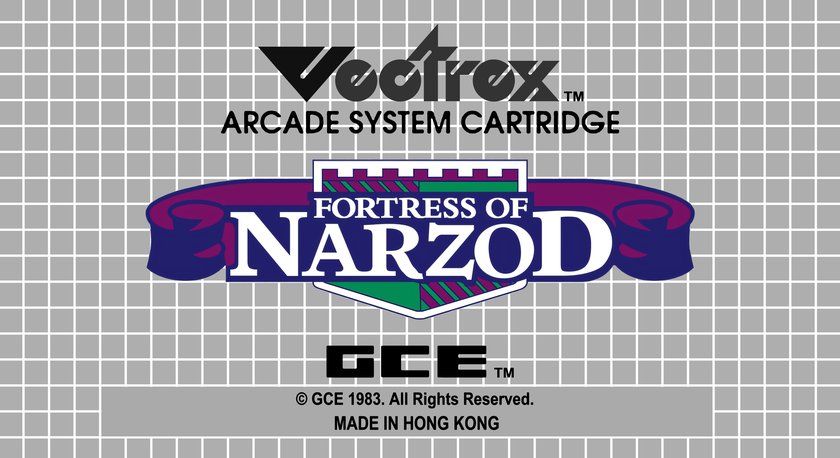 Vectrex™
ARCADE SYSTEM CARTRIDGE
FORTRESS OF
NARZOD
GCE™
© GCE 1983. All Rights Reserved.
MADE IN HONG KONG